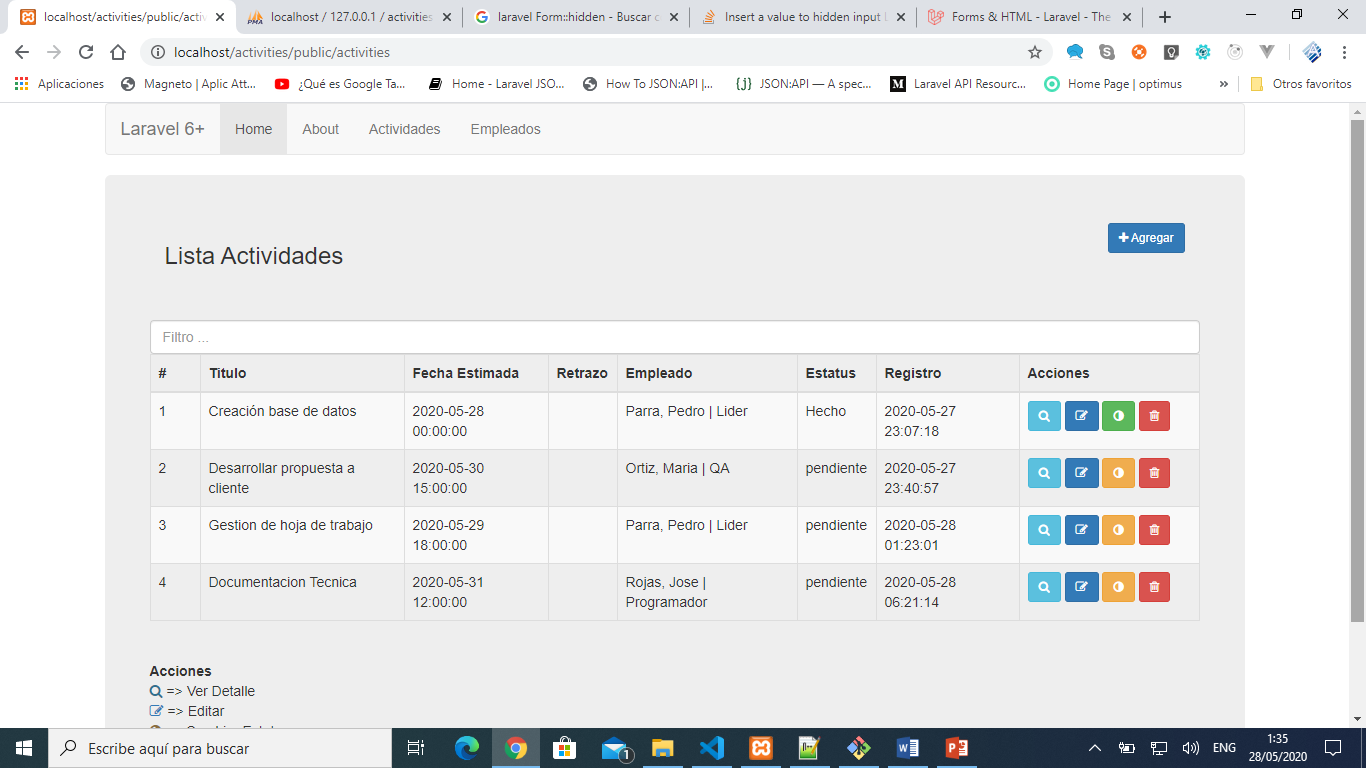 localhost/activities/public/activ
localhost / 127.0.0.1 / activities
laravel Form::hidden - Buscar c
Insert a value to hidden input L
Forms & HTML - Laravel - The
localhost/activities/public/activities
Aplicaciones
Magneto | Aplic Att...
¿Qué es Google Ta...
Home - Laravel JSO...
How To JSON:API |...
JSON:API — A spec...
Laravel API Resourc...
Home Page | optimus
»
Otros favoritos
Laravel 6+ Home About Actividades Empleados
Lista Actividades
Agregar
Filtro ...
# Titulo Fecha Estimada Retrazo Empleado Estatus Registro Acciones
1 Creación base de datos 2020-05-28 Parra, Pedro | Lider Hecho 2020-05-27
00:00:00 23:07:18
2 Desarrollar propuesta a 2020-05-30 Ortiz, Maria | QA pendiente 2020-05-27
cliente 15:00:00 23:40:57
3 Gestion de hoja de trabajo 2020-05-29 Parra, Pedro | Lider pendiente 2020-05-28
18:00:00 01:23:01
4 Documentacion Tecnica 2020-05-31 Rojas, Jose | pendiente 2020-05-28
12:00:00 Programador 06:21:14
Acciones
=> Ver Detalle
=> Editar
Escribe aquí para buscar
1
ENG
1:35
28/05/2020